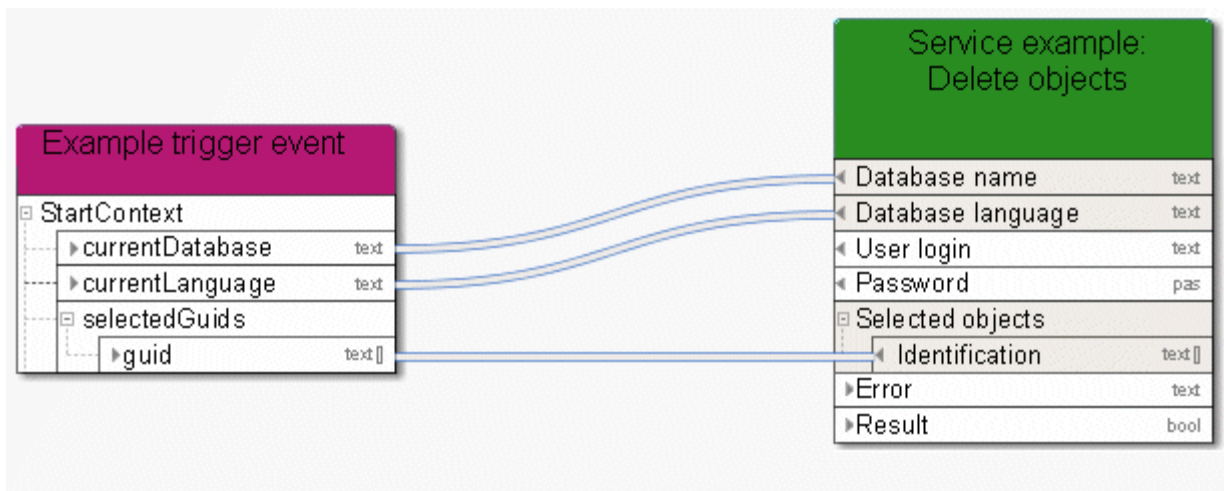 Example trigger event
StartContext
currentDatabase text
currentLanguage text
selectedGuids
guid text[]
Service example:
Delete objects
Database name text
Database language text
User login text
Password pas
Selected objects
Identification text[]
Error text
Result bool